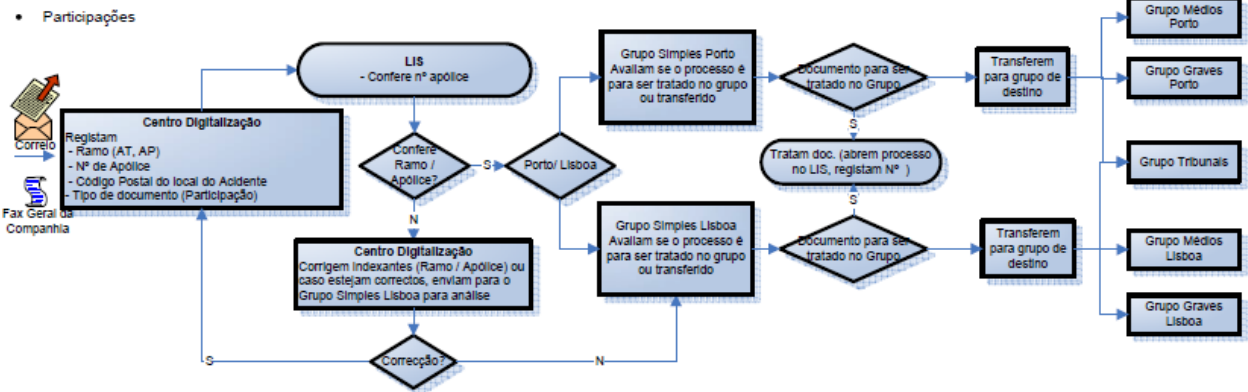 • Participações
Correio
Fax Geral da
Companhia
Centro Digitalização
Registam
- Ramo (AT, AP)
- Nº de Apólice
- Código Postal do local do Acidente
- Tipo de documento (Participação)
LIS
- Confere nº apólice
Confere
Ramo /
Apólice?
S
N
Centro Digitalização
Corrigem Indexantes (Ramo / Apólice) ou
caso estejam correctos, enviam para o
Grupo Simples Lisboa para análise
Correcção?
S
N
Porto/ Lisboa
Grupo Simples Porto
Avaliam se o processo é
para ser tratado no grupo
ou transferido
Documento para ser
tratado no Grupo
S
Tratam doc. (abrem processo
no LIS, registam Nº )
S
Grupo Simples Lisboa
Avaliam se o processo é
para ser tratado no grupo
ou transferido
Documento para ser
tratado no Grupo
Transferem
para grupo de
destino
Transferem
para grupo de
destino
Grupo Médios
Porto
Grupo Graves
Porto
Grupo Tribunais
Grupo Médios
Lisboa
Grupo Graves
Lisboa